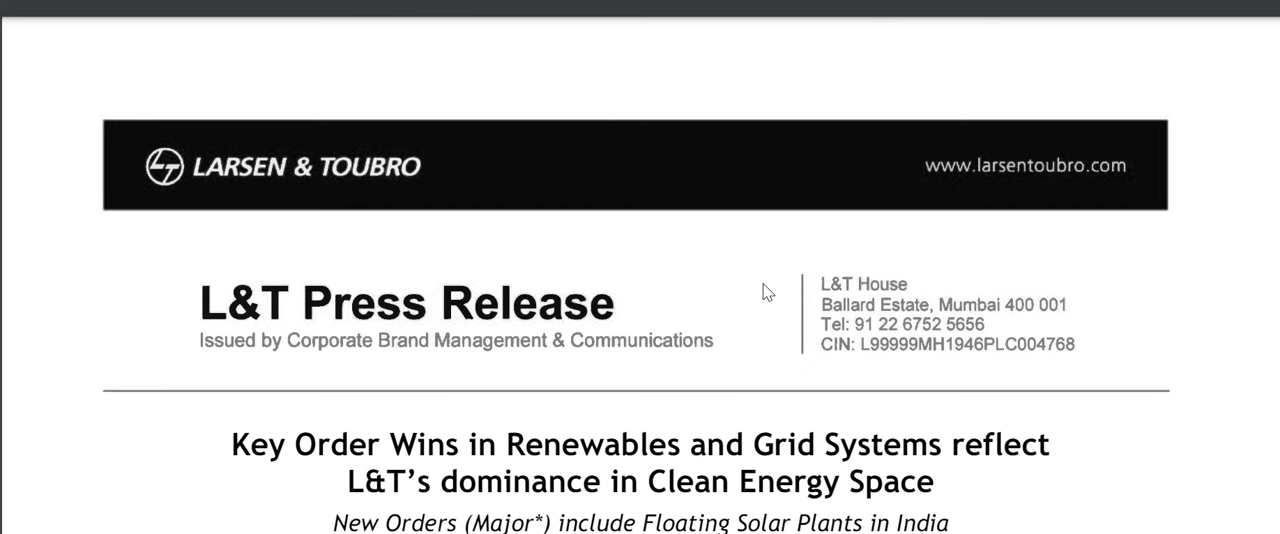 LT LARSEN & TOUBRO
www.larsentoubro.com
L&T Press Release
Issued by Corporate Brand Management & Communications
L&T House
Ballard Estate, Mumbai 400 001
Tel: 91 22 6752 5656
CIN: L99999MH1946PLC004768
Key Order Wins in Renewables and Grid Systems reflect
L&T’s dominance in Clean Energy Space
New Orders (Major*) include Floating Solar Plants in India